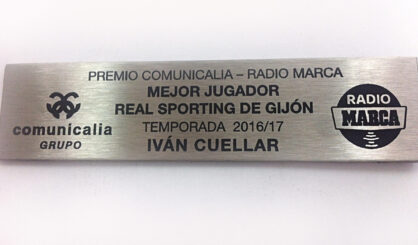 PREMIO COMUNICALIA – RADIO MARCA
MEJOR JUGADOR
REAL SPORTING DE GIJÓN
TEMPORADA 2016/17
IVÁN CUELLAR
comunicalia
GRUPO
RADIO
MARCA